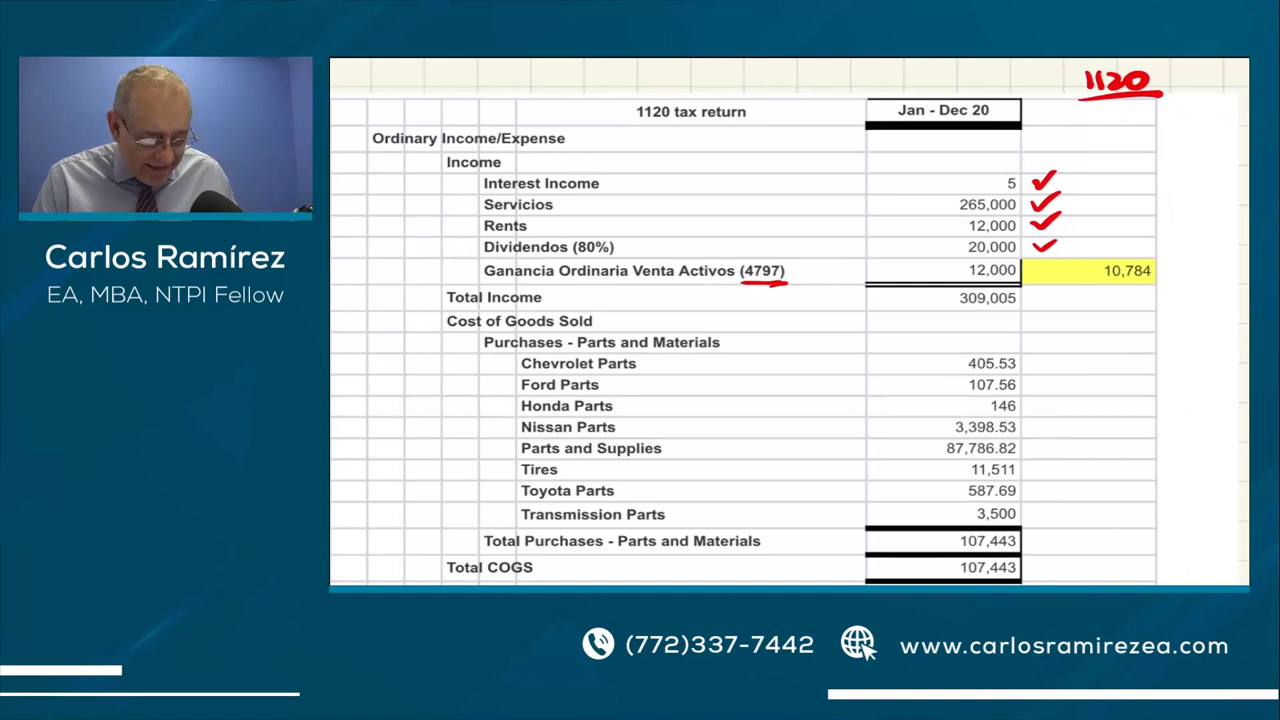 1120
1120 tax return Jan - Dec 20
Ordinary Income/Expense
Income
Interest Income 5
Servicios 265,000
Rents 12,000
Dividendos (80%) 20,000
Ganancia Ordinaria Venta Activos (4797) 12,000 10,784
Total Income 309,005
Cost of Goods Sold
Purchases - Parts and Materials
Chevrolet Parts 405.53
Ford Parts 107.56
Honda Parts 146
Nissan Parts 3,398.53
Parts and Supplies 87,786.82
Tires 11,511
Toyota Parts 587.69
Transmission Parts 3,500
Total Purchases - Parts and Materials 107,443
Total COGS 107,443
Carlos Ramírez
EA, MBA, NTPI Fellow
(772)337-7442 www.carlosramirezea.com